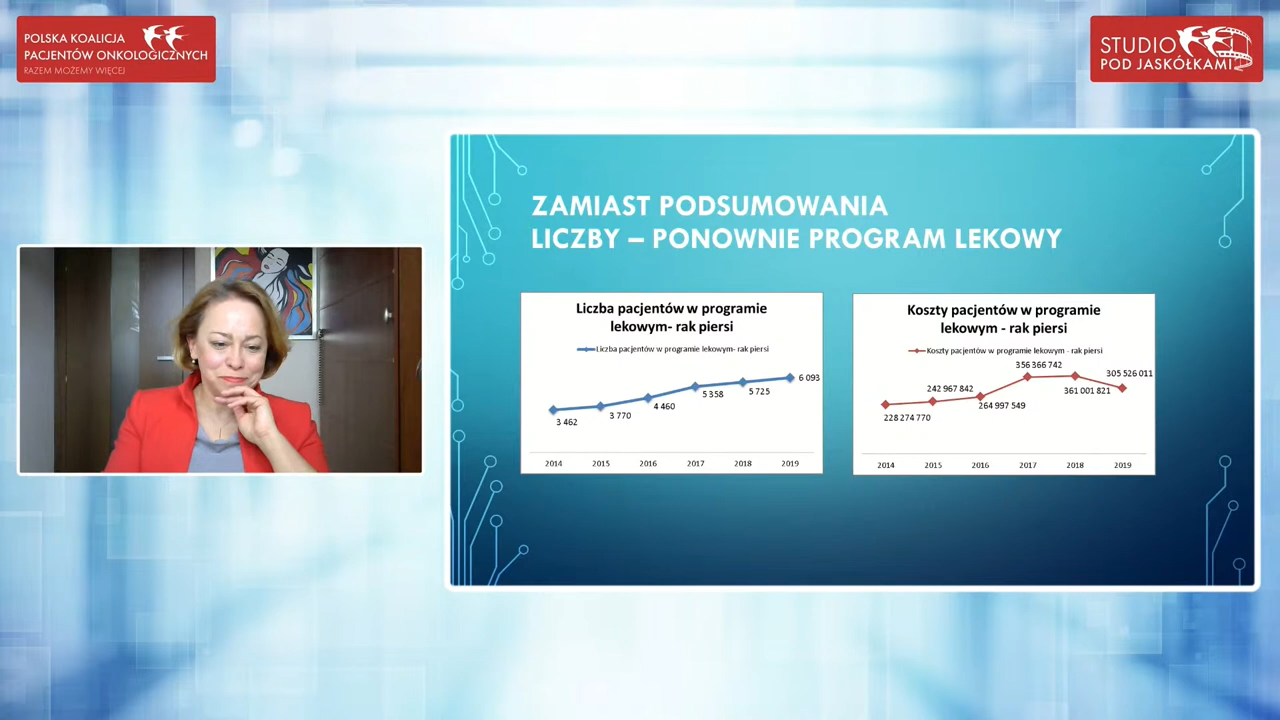 POLSKA KOALICJA
PACJENTÓW ONKOLOGICZNYCH
RAZEM MOŻEMY WIĘCEJ
STUDIO
POD JASKÓŁKAMI
ZAMIAST PODSUMOWANIA
LICZBY – PONOWNIE PROGRAM LEKOWY
Liczba pacjentów w programie
lekowym- rak piersi
Liczba pacjentów w programie lekowym- rak piersi
3 462
3 770
4 460
5 358
5 725
6 093
2014 2015 2016 2017 2018 2019
Koszty pacjentów w programie
lekowym - rak piersi
Koszty pacjentów w programie lekowym - rak piersi
228 274 770
242 967 842
264 997 549
356 366 742
361 001 821
305 526 011
2014 2015 2016 2017 2018 2019